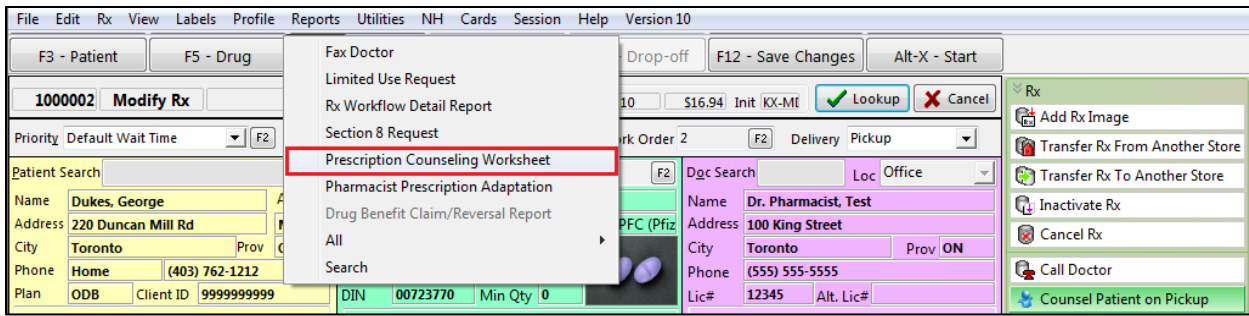 File Edit Rx View Labels Profile Reports Utilities NH Cards Session Help Version 10
F3 - Patient F5 - Drug Drop-off F12 - Save Changes Alt-X - Start
Fax Doctor
Limited Use Request
Rx Workflow Detail Report
Section 8 Request
Prescription Counseling Worksheet
Pharmacist Prescription Adaptation
Drug Benefit Claim/Reversal Report
All
Search
1000002 Modify Rx 10 $16.94 Init Lookup Cancel
Priority Default Wait Time F2 Order 2 F2 Delivery Pickup
Patient Search F2 Doc Search Loc Office
Name Dukes, George Name Dr. Pharmacist, Test
Address 220 Duncan Mill Rd PFC (Pfiz Address 100 King Street
City Toronto Prov City Toronto Prov ON
Phone Home (403) 762-1212 Phone (555) 555-5555
Plan ODB Client ID 9999999999 DIN 00723770 Min Qty 0 Lic# 12345 Alt. Lic#
Rx
Add Rx Image
Transfer Rx From Another Store
Transfer Rx To Another Store
Inactivate Rx
Cancel Rx
Call Doctor
Counsel Patient on Pickup